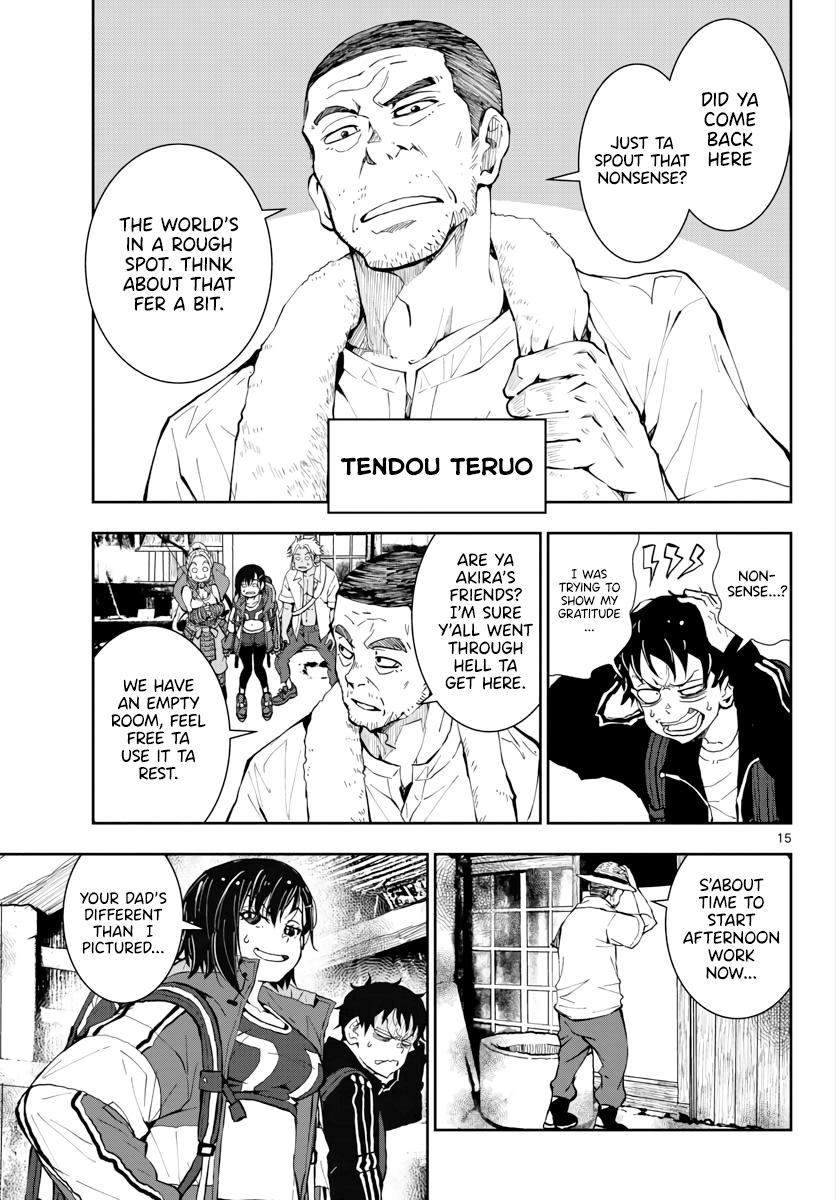 DID YA
COME
BACK
HERE
JUST TA
SPOUT THAT
NONSENSE?
THE WORLD'S
IN A ROUGH
SPOT. THINK
ABOUT THAT
FER A BIT.
TENDOU TERUO
NON-
SENSE...?
I WAS
TRYING TO
SHOW MY
GRATITUDE
...
ARE YA
AKIRA'S
FRIENDS?
I'M SURE
Y'ALL WENT
THROUGH
HELL TA
GET HERE.
WE HAVE
AN EMPTY
ROOM, FEEL
FREE TA
USE IT TA
REST.
15
S'ABOUT
TIME TO
START
AFTERNOON
WORK
NOW...
YOUR DAD'S
DIFFERENT
THAN I
PICTURED...